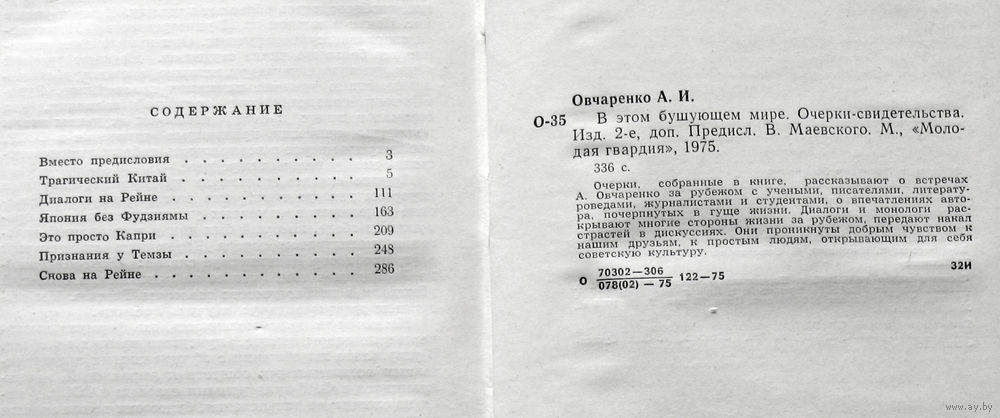 СОДЕРЖАНИЕ
Вместо предисловия . . . . . . . . . . 3
Трагический Китай . . . . . . . . . . 5
Диалоги на Рейне . . . . . . . . . . 111
Япония без Фудзиямы . . . . . . . . . 163
Это просто Капри . . . . . . . . . . 209
Признания у Темзы . . . . . . . . . . 248
Снова на Рейне . . . . . . . . . . . 286
Овчаренко А. И.
О-35 В этом бушующем мире. Очерки-свидетельства.
Изд. 2-е, доп. Предисл. В. Маевского. М., «Моло-
дая гвардия», 1975.
336 с.
Очерки, собранные в книге, рассказывают о встречах
А. Овчаренко за рубежом с учеными, писателями, литерату-
роведами, журналистами и студентами, о впечатлениях авто-
ра, почерпнутых в гуще жизни. Диалоги и монологи рас-
крывают многие стороны жизни за рубежом, передают накал
страстей в дискуссиях. Они проникнуты добрым чувством к
нашим друзьям, к простым людям, открывающим для себя
советскую культуру.
О 70302—306
078(02) — 75 122—75
32И
www.ay.by